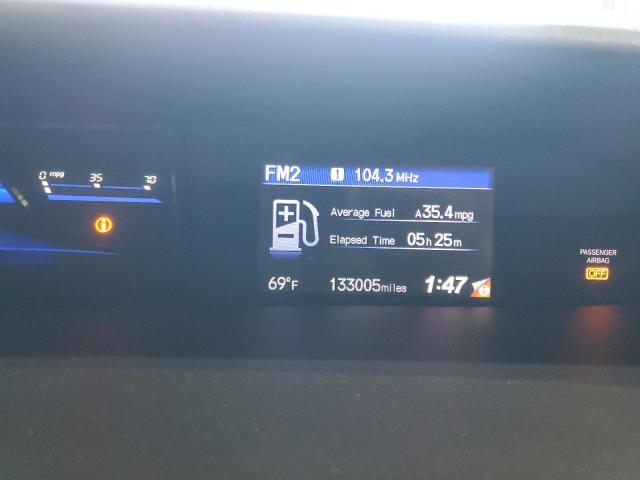 0 mpg 35 70
FM2 1 104.3 MHz
Average Fuel A35.4mpg
Elapsed Time 05h 25m
69°F 133005miles 1:47
PASSENGER
AIRBAG
OFF